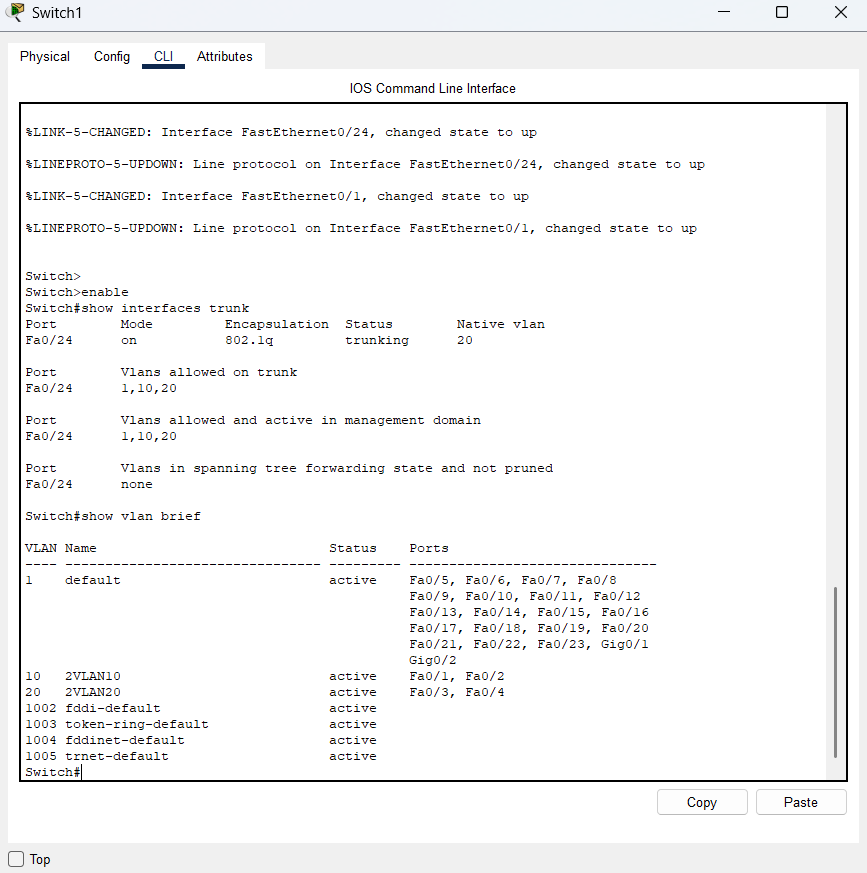 Switch1
Physical Config CLI Attributes
IOS Command Line Interface
%LINK-5-CHANGED: Interface FastEthernet0/24, changed state to up
%LINEPROTO-5-UPDOWN: Line protocol on Interface FastEthernet0/24, changed state to up
%LINK-5-CHANGED: Interface FastEthernet0/1, changed state to up
%LINEPROTO-5-UPDOWN: Line protocol on Interface FastEthernet0/1, changed state to up
Switch>
Switch>enable
Switch#show interfaces trunk
Port        Mode         Encapsulation  Status        Native vlan
Fa0/24      on           802.1q         trunking      20
Port        Vlans allowed on trunk
Fa0/24      1,10,20
Port        Vlans allowed and active in management domain
Fa0/24      1,10,20
Port        Vlans in spanning tree forwarding state and not pruned
Fa0/24      none
Switch#show vlan brief
VLAN Name                             Status    Ports
---- -------------------------------- --------- -------------------------------
1    default                          active    Fa0/5, Fa0/6, Fa0/7, Fa0/8
                                                Fa0/9, Fa0/10, Fa0/11, Fa0/12
                                                Fa0/13, Fa0/14, Fa0/15, Fa0/16
                                                Fa0/17, Fa0/18, Fa0/19, Fa0/20
                                                Fa0/21, Fa0/22, Fa0/23, Gig0/1
                                                Gig0/2
10   2VLAN10                          active    Fa0/1, Fa0/2
20   2VLAN20                          active    Fa0/3, Fa0/4
1002 fddi-default                     active
1003 token-ring-default               active
1004 fddinet-default                  active
1005 trnet-default                    active
Switch#
Copy Paste
Top